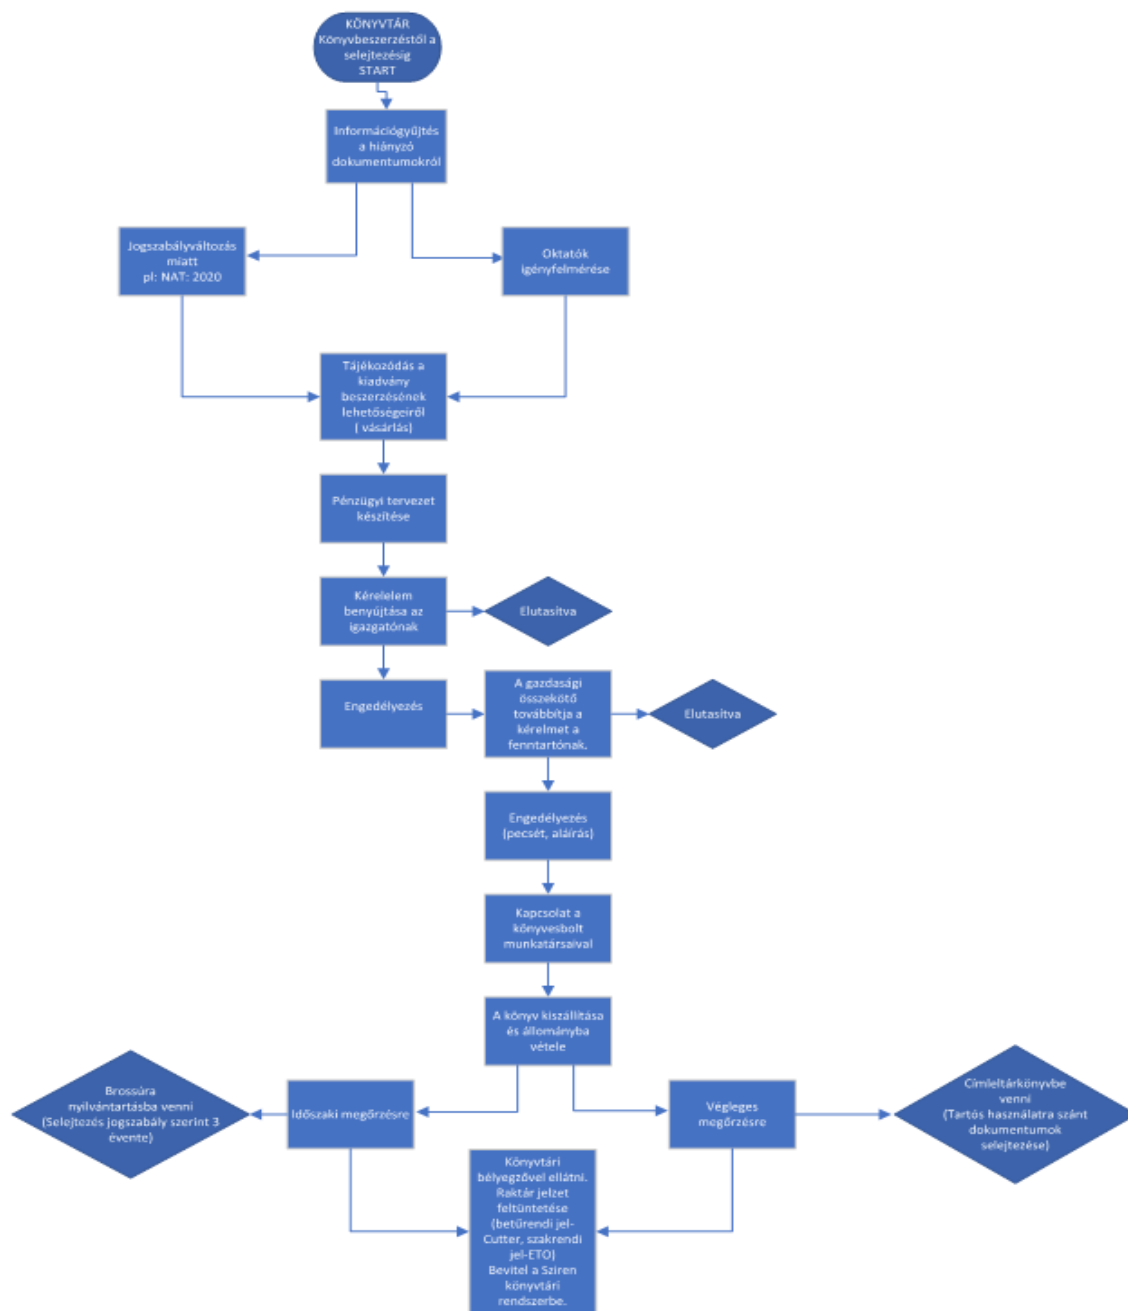 KÖNYVTÁR
Könyvbeszerzéstől a
selejtezésig
START
Információgyűjtés
a hiányzó
dokumentumokról
Jogszabályváltozás
miatt
pl: NAT: 2020
Oktatók
igényfelmérése
Tájékozódás a
kiadvány
beszerzésének
lehetőségeiről
( vásárlás)
Pénzügyi tervezet
készítése
Kérelelem
benyújtása az
igazgatónak
Elutasítva
Engedélyezés
A gazdasági
összekötő
továbbítja a
kérelmet a
fenntartónak.
Elutasítva
Engedélyezés
(pecsét, aláírás)
Kapcsolat a
könyvesbolt
munkatársaival
A könyv kiszállítása
és állományba
vétele
Brossúra
nyilvántartásba venni
(Selejtezés jogszabály szerint 3
évente)
Időszaki megőrzésre
Végleges
megőrzésre
Címleltárkönyvbe
venni
(Tartós használatra szánt
dokumentumok
selejtezése)
Könyvtári
bélyegzővel ellátni.
Raktár jelzet
feltüntetése
(betűrendi jel-
Cutter, szakrendi
jel-ETO)
Bevitel a Sziren
könyvtári
rendszerbe.